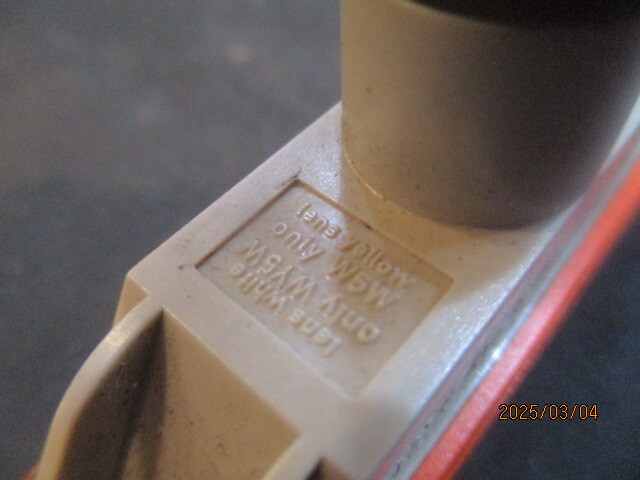 lens yellow
only W5W
lens white
only WY5W
2025/03/04